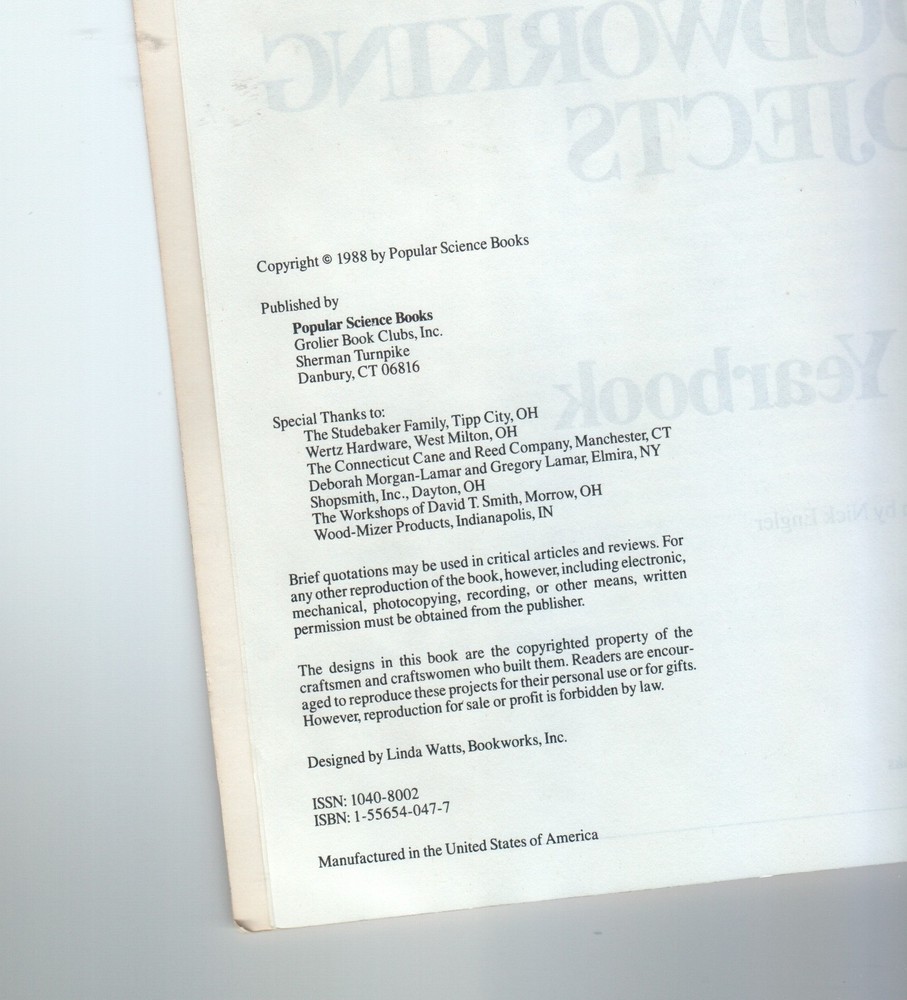 OODWORKING
OJECTS
Copyright © 1988 by Popular Science Books
Published by
Popular Science Books
Grolier Book Clubs, Inc.
Sherman Turnpike
Danbury, CT 06816
Yearbook
Special Thanks to:
The Studebaker Family, Tipp City, OH
Wertz Hardware, West Milton, OH
The Connecticut Cane and Reed Company, Manchester, CT
Deborah Morgan-Lamar and Gregory Lamar, Elmira, NY
Shopsmith, Inc., Dayton, OH
The Workshops of David T. Smith, Morrow, OH
Wood-Mizer Products, Indianapolis, IN
by Nick Engler
Brief quotations may be used in critical articles and reviews. For
any other reproduction of the book, however, including electronic,
mechanical, photocopying, recording, or other means, written
permission must be obtained from the publisher.
The designs in this book are the copyrighted property of the
craftsmen and craftswomen who built them. Readers are encour-
aged to reproduce these projects for their personal use or for gifts.
However, reproduction for sale or profit is forbidden by law.
Designed by Linda Watts, Bookworks, Inc.
ISSN: 1040-8002
ISBN: 1-55654-047-7
Manufactured in the United States of America